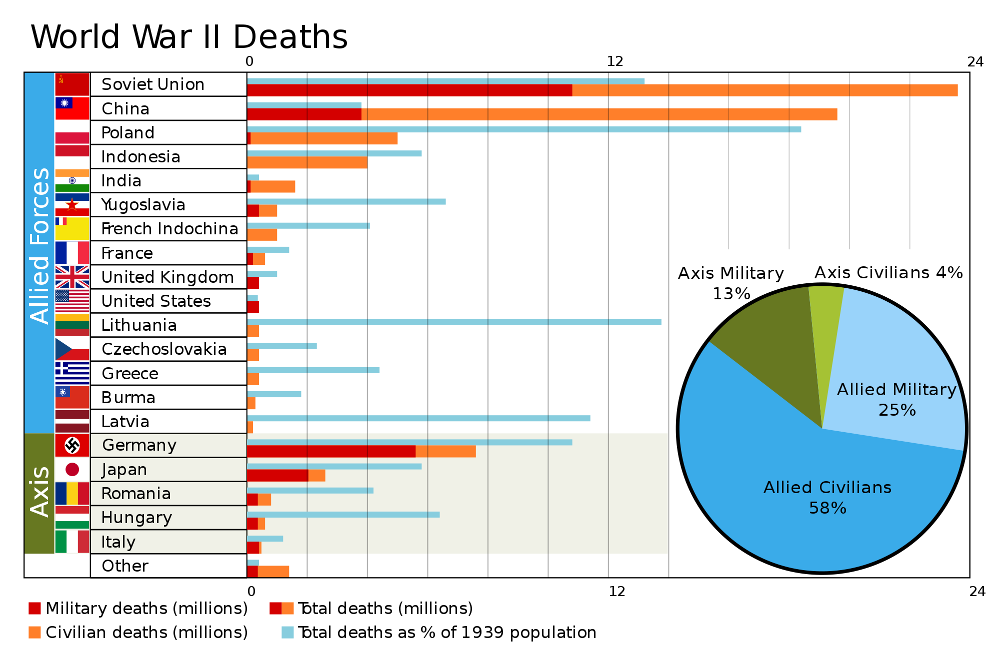 World War II Deaths
0 12 24
Allied Forces
Soviet Union
China
Poland
Indonesia
India
Yugoslavia
French Indochina
France
United Kingdom
United States
Lithuania
Czechoslovakia
Greece
Burma
Latvia
Axis
Germany
Japan
Romania
Hungary
Italy
Other
Axis Military
13%
Axis Civilians 4%
Allied Military
25%
Allied Civilians
58%
0 12 24
Military deaths (millions)
Total deaths (millions)
Civilian deaths (millions)
Total deaths as % of 1939 population